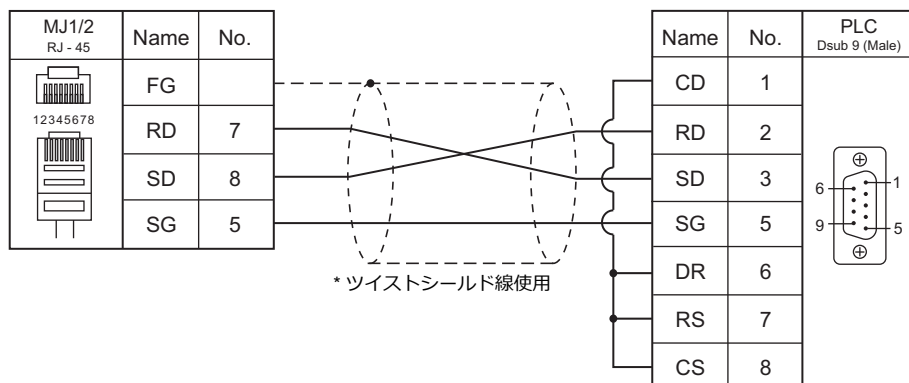 MJ1/2
RJ - 45
Name
No.
12345678
FG
RD
7
SD
8
SG
5
* ツイストシールド線使用
Name
No.
PLC
Dsub 9 (Male)
CD
1
RD
2
SD
3
SG
5
DR
6
RS
7
CS
8
6
1
9
5